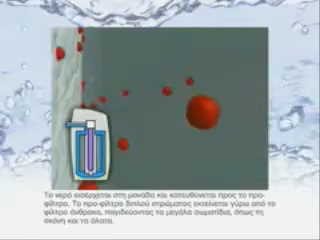 Το νερό εισέρχεται στη μονάδα και κατευθύνεται προς το προ-
φίλτρο. Το προ-φίλτρο διπλού στρώματος εκτείνεται γύρω από το
φίλτρο άνθρακα, παγιδεύοντας τα μεγάλα σωματίδια, όπως τη
σκόνη και τα άλατα.